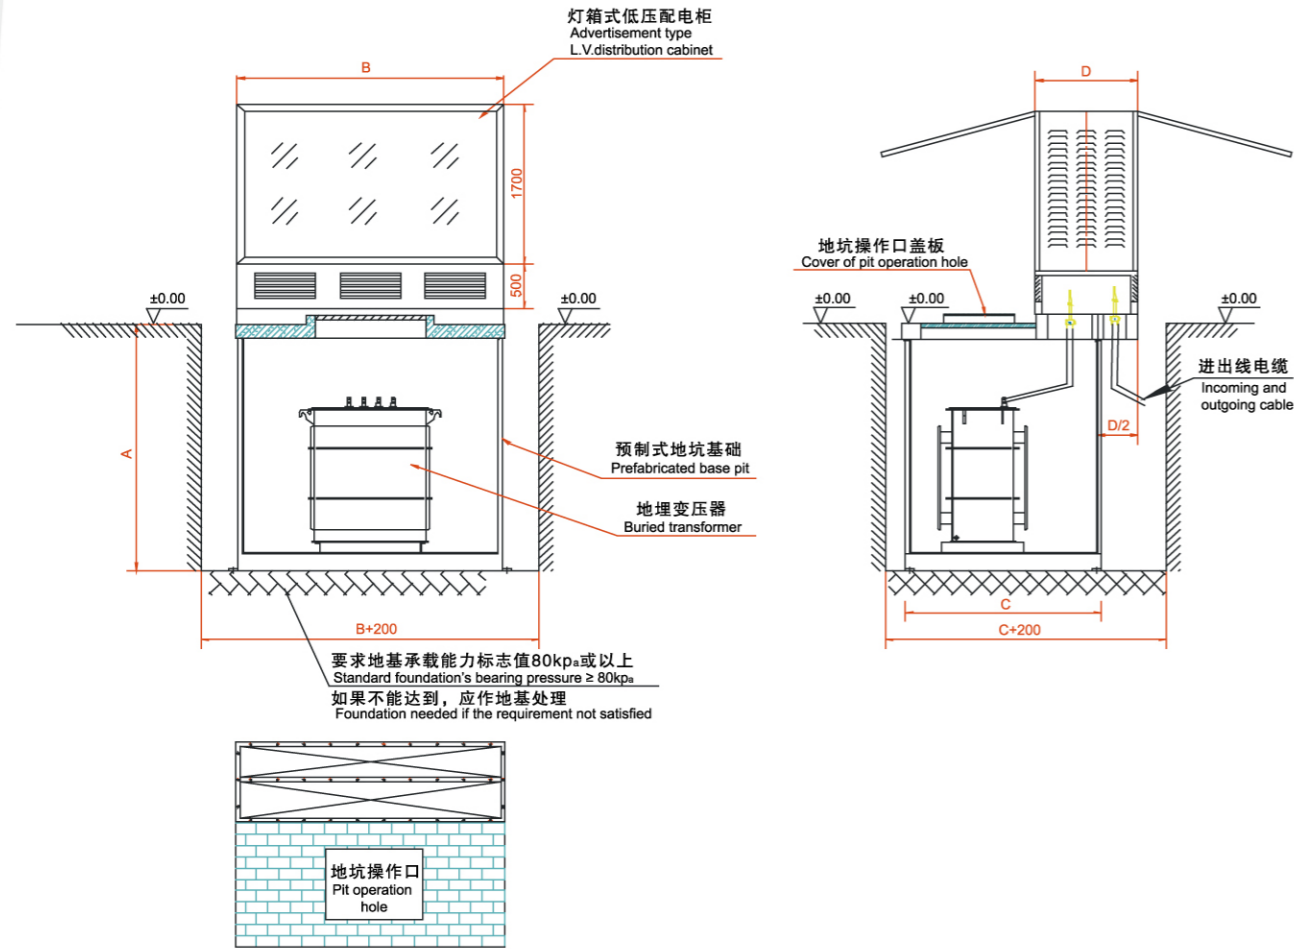 灯箱式低压配电柜
Advertisement type
L.V.distribution cabinet
B
D
1700
500
地坑操作口盖板
Cover of pit operation hole
±0.00
±0.00
±0.00
±0.00
±0.00
进出线电缆
Incoming and
outgoing cable
D/2
A
预制式地坑基础
Prefabricated base pit
地埋变压器
Buried transformer
B+200
C
C+200
要求地基承载能力标志值80kpa或以上
Standard foundation's bearing pressure ≥ 80kpa
如果不能达到，应作地基处理
Foundation needed if the requirement not satisfied
地坑操作口
Pit operation
hole